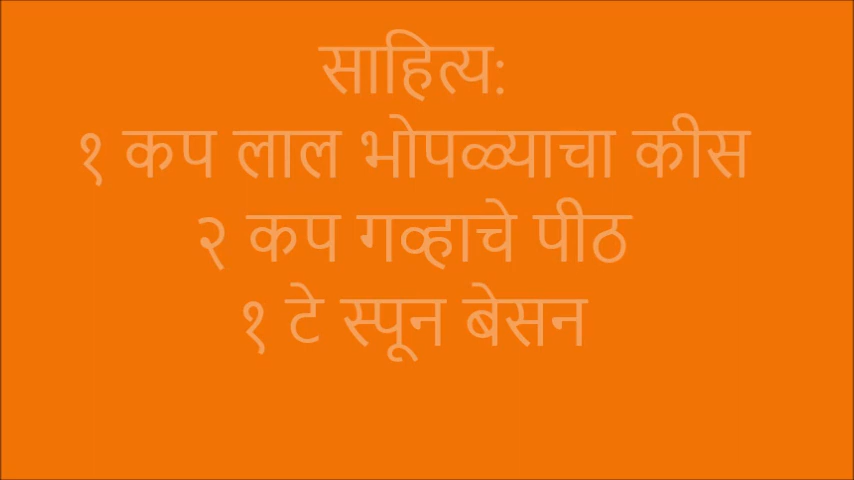 साहित्य:
१ कप लाल भोपळ्याचा कीस
२ कप गव्हाचे पीठ
१ टे स्पून बेसन